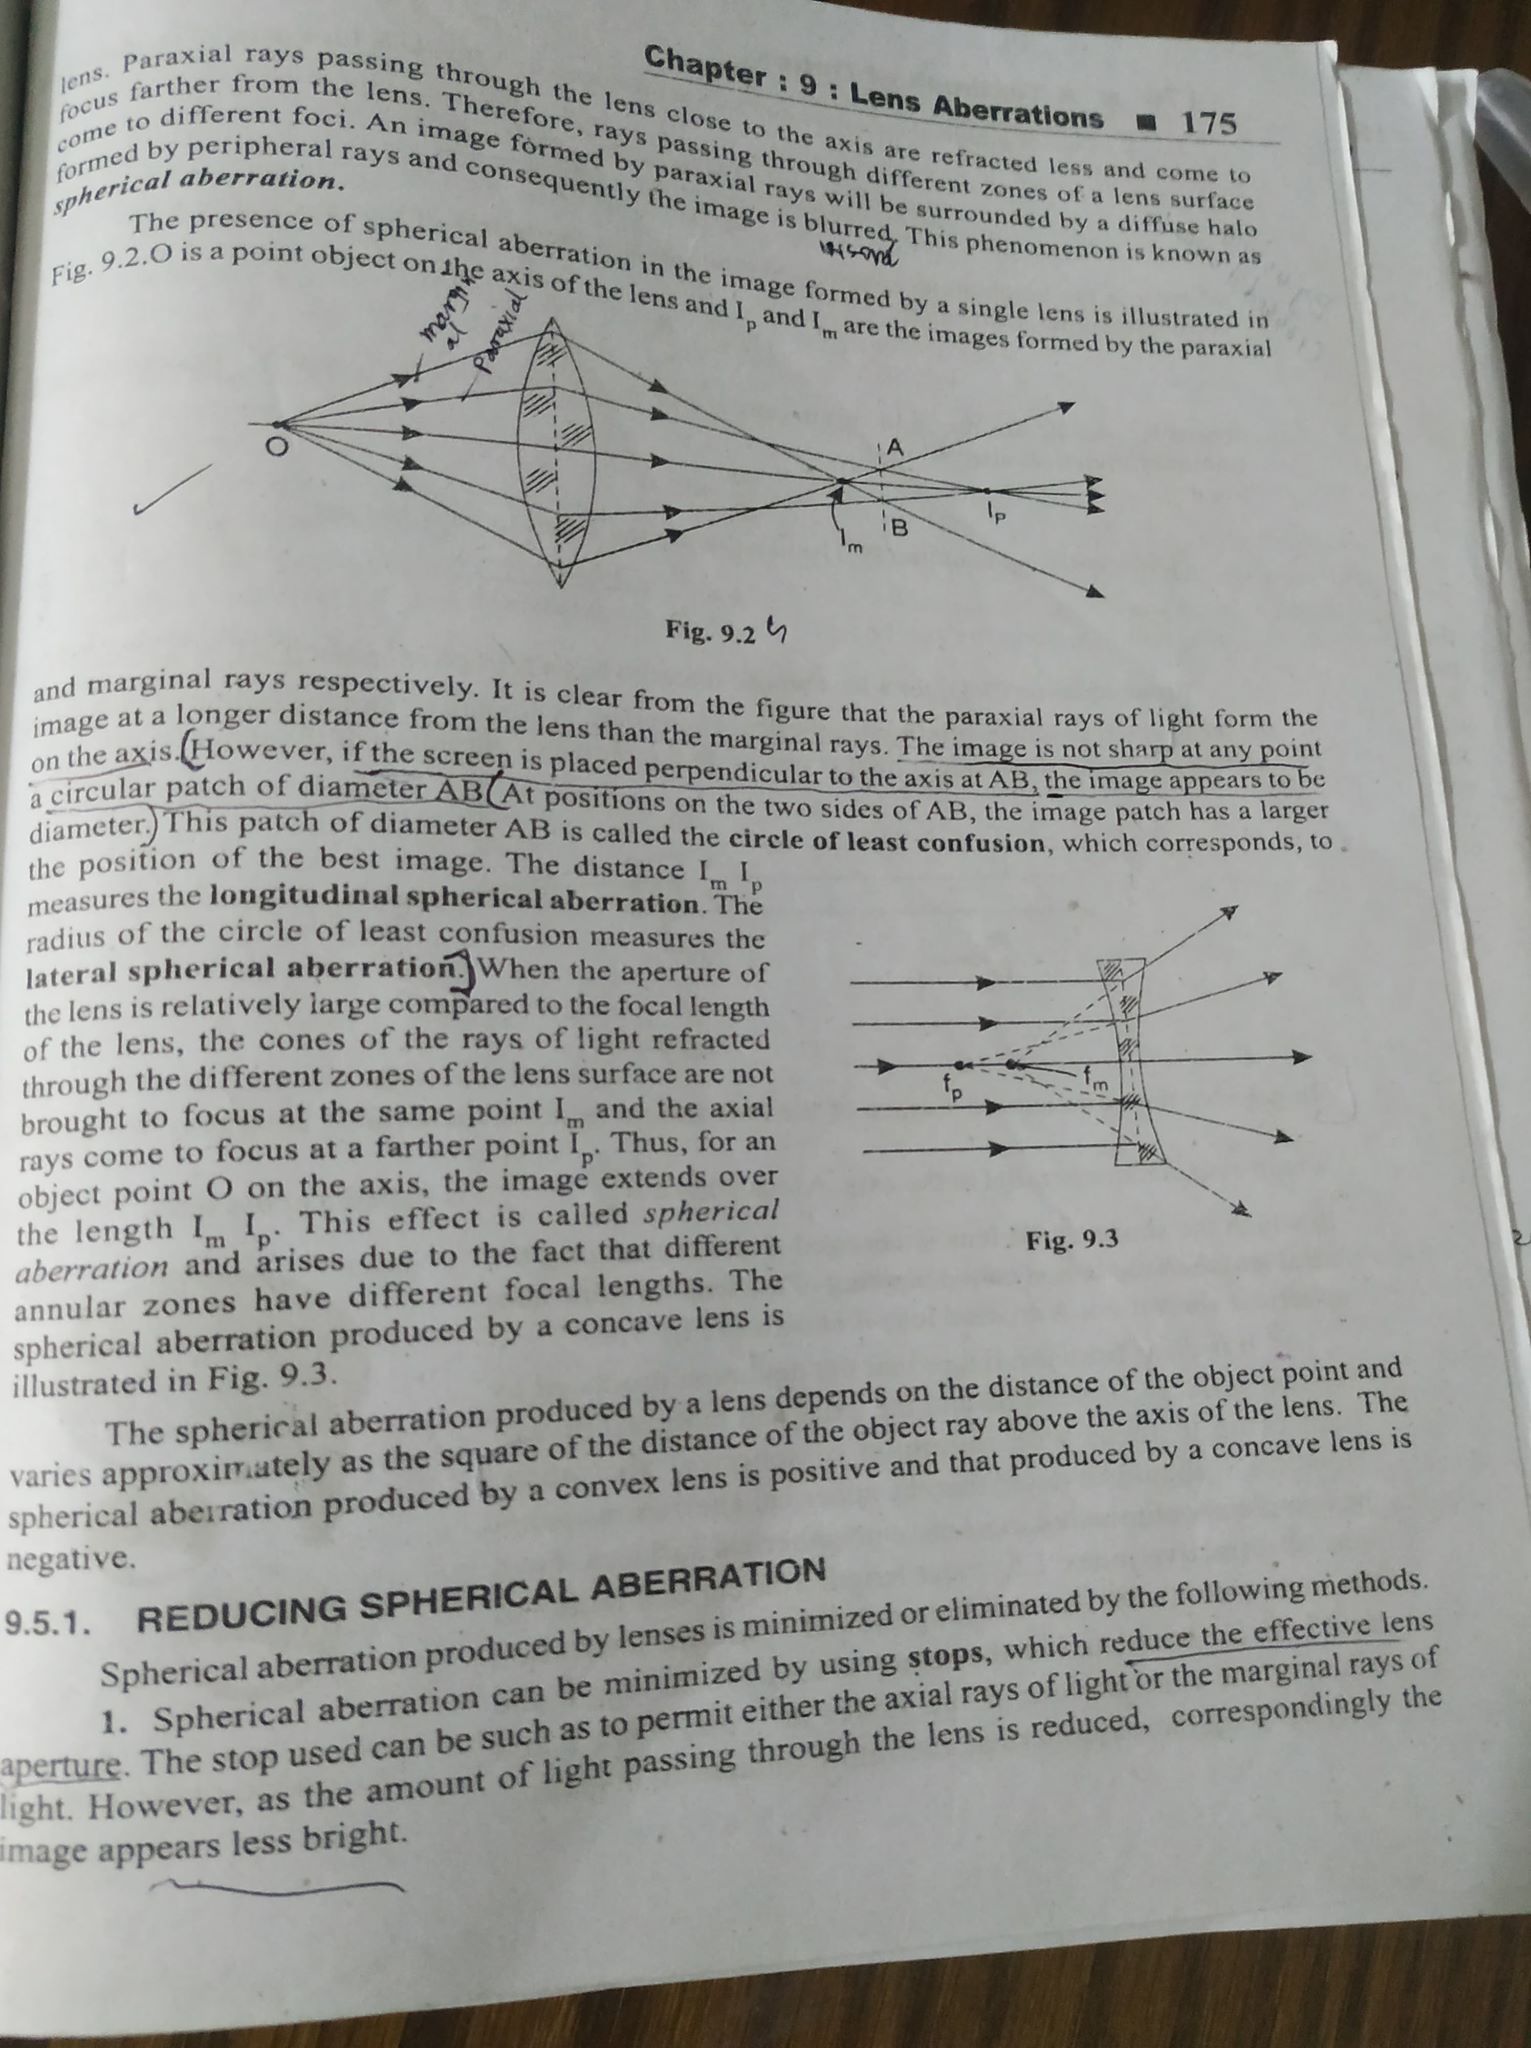 Chapter : 9 : Lens Aberrations ■ 175
lens. Paraxial rays passing through the lens close to the axis are refracted less and come to
focus farther from the lens. Therefore, rays passing through different zones of a lens surface
come to different foci. An image formed by paraxial rays will be surrounded by a diffuse halo
formed by peripheral rays and consequently the image is blurred. This phenomenon is known as
spherical aberration.
The presence of spherical aberration in the image formed by a single lens is illustrated in
Fig. 9.2.O is a point object on the axis of the lens and Iₚ and Iₘ are the images formed by the paraxial
margin
al
Paraxial
O
A
B
Iₘ
Iₚ
Fig. 9.2
and marginal rays respectively. It is clear from the figure that the paraxial rays of light form the
image at a longer distance from the lens than the marginal rays. The image is not sharp at any point
on the axis. (However, if the screen is placed perpendicular to the axis at AB, the image appears to be
a circular patch of diameter AB. (At positions on the two sides of AB, the image patch has a larger
diameter.) This patch of diameter AB is called the circle of least confusion, which corresponds, to
the position of the best image. The distance Iₘ Iₚ
measures the longitudinal spherical aberration. The
radius of the circle of least confusion measures the
lateral spherical aberration.] When the aperture of
the lens is relatively large compared to the focal length
of the lens, the cones of the rays of light refracted
through the different zones of the lens surface are not
brought to focus at the same point Iₘ and the axial
rays come to focus at a farther point Iₚ. Thus, for an
object point O on the axis, the image extends over
the length Iₘ Iₚ. This effect is called spherical
aberration and arises due to the fact that different
annular zones have different focal lengths. The
spherical aberration produced by a concave lens is
illustrated in Fig. 9.3.
fₚ
fₘ
Fig. 9.3
The spherical aberration produced by a lens depends on the distance of the object point and
varies approximately as the square of the distance of the object ray above the axis of the lens. The
spherical aberration produced by a convex lens is positive and that produced by a concave lens is
negative.
9.5.1. REDUCING SPHERICAL ABERRATION
Spherical aberration produced by lenses is minimized or eliminated by the following methods.
1. Spherical aberration can be minimized by using stops, which reduce the effective lens
aperture. The stop used can be such as to permit either the axial rays of light or the marginal rays of
light. However, as the amount of light passing through the lens is reduced, correspondingly the
image appears less bright.